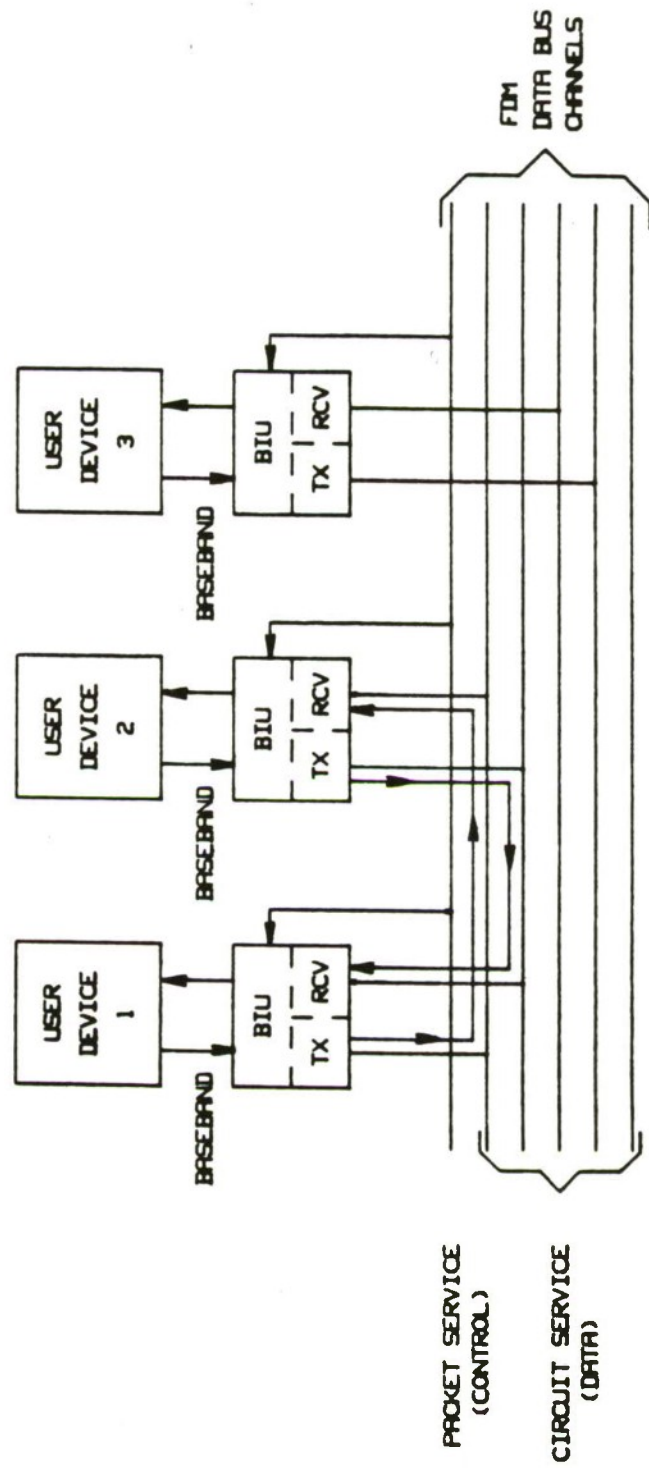 USER
DEVICE
1
USER
DEVICE
2
USER
DEVICE
3
BASEBAND
BASEBAND
BASEBAND
BIU
TX
RCV
BIU
TX
RCV
BIU
TX
RCV
PACKET SERVICE
(CONTROL)
CIRCUIT SERVICE
(DATA)
FDM
DATA BUS
CHANNELS